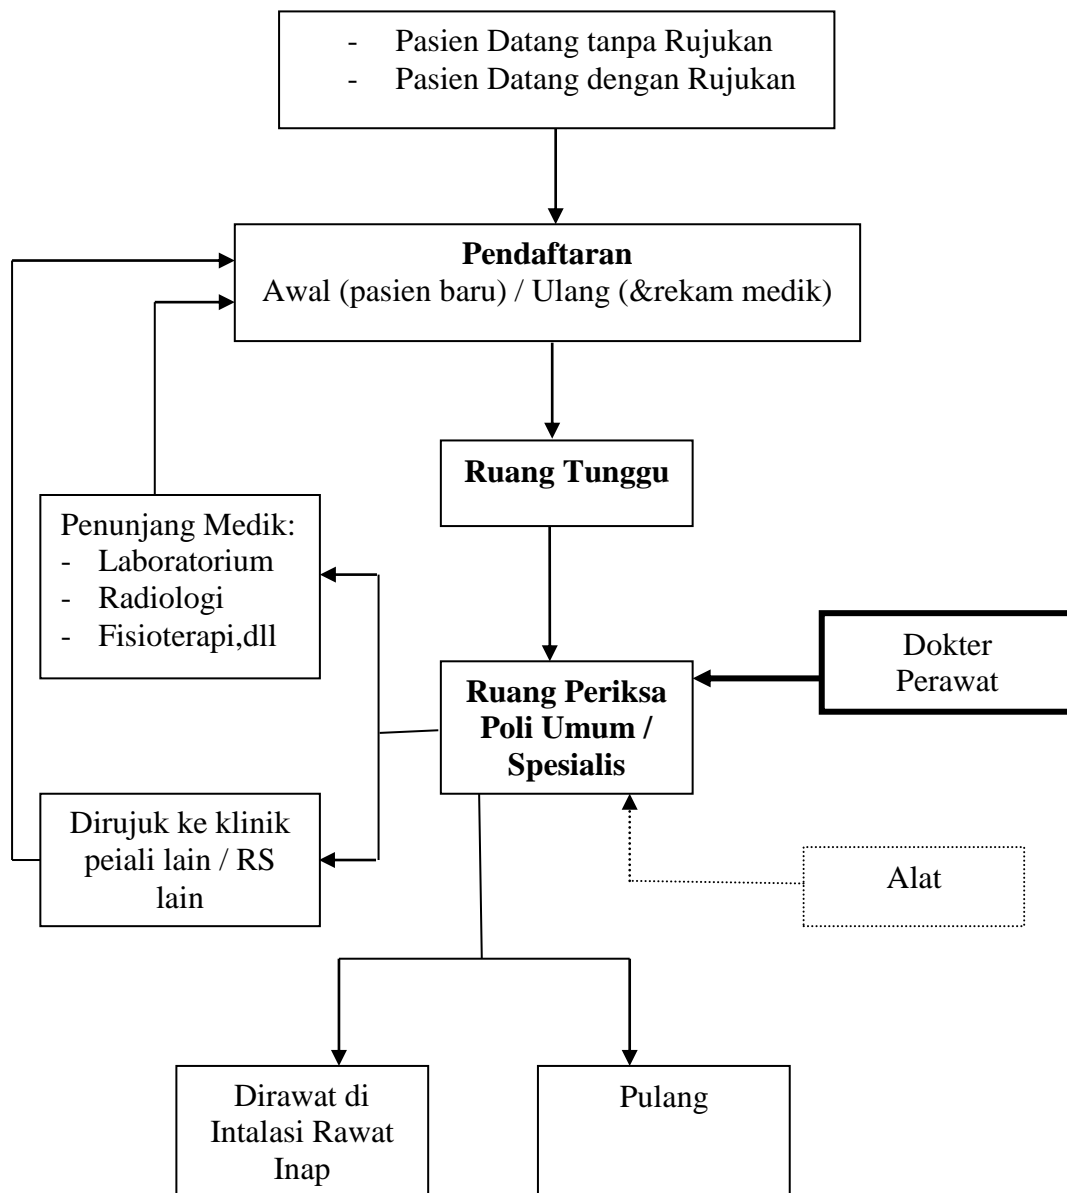 - Pasien Datang tanpa Rujukan
- Pasien Datang dengan Rujukan
Pendaftaran
Awal (pasien baru) / Ulang (&rekam medik)
Ruang Tunggu
Penunjang Medik:
- Laboratorium
- Radiologi
- Fisioterapi,dll
Dokter
Perawat
Ruang Periksa
Poli Umum /
Spesialis
Dirujuk ke klinik
peiali lain / RS
lain
Alat
Dirawat di
Intalasi Rawat
Inap
Pulang